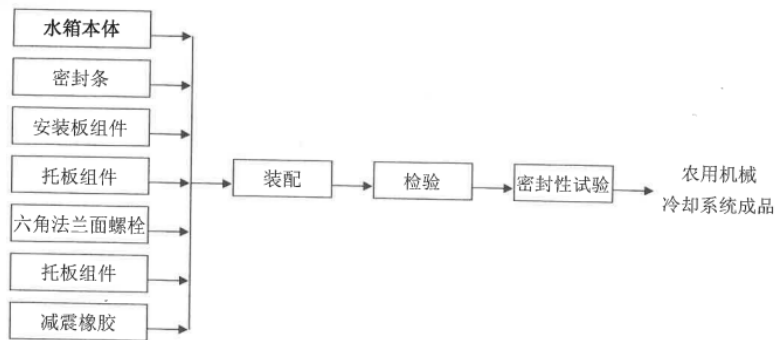 水箱本体
密封条
安装板组件
托板组件
六角法兰面螺栓
托板组件
减震橡胶
装配
检验
密封性试验
农用机械
冷却系统成品